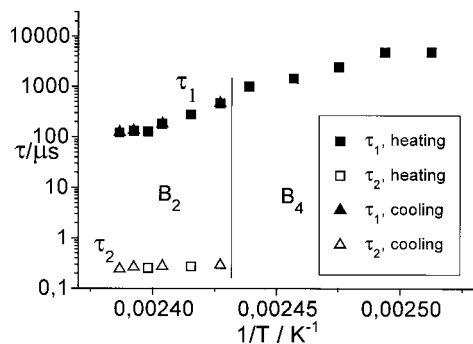 10000
1000
100
10
1
0,1
τ/μs
τ₁
τ₂
B₂
B₄
τ₁, heating
τ₂, heating
τ₁, cooling
τ₂, cooling
0,00240
0,00245
0,00250
1/T / K⁻¹